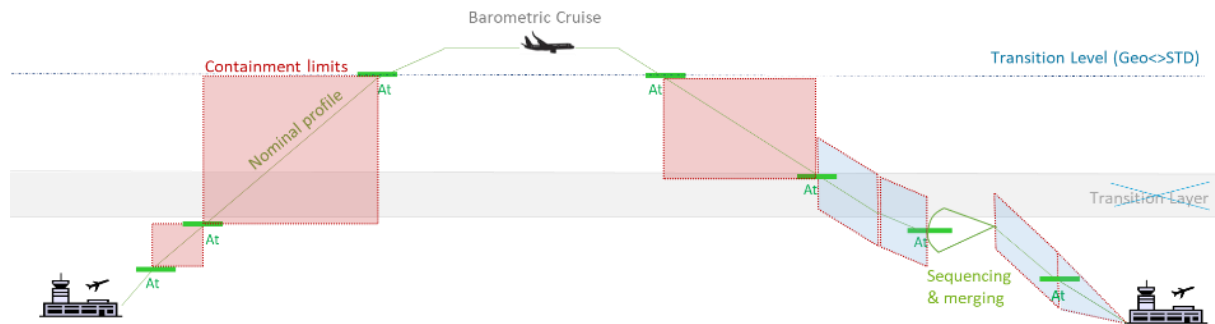 Barometric Cruise
Transition Level (Geo<>STD)
Containment limits
At
At
Nominal profile
At
Transition Layer
At
At
At
Sequencing
& merging
At